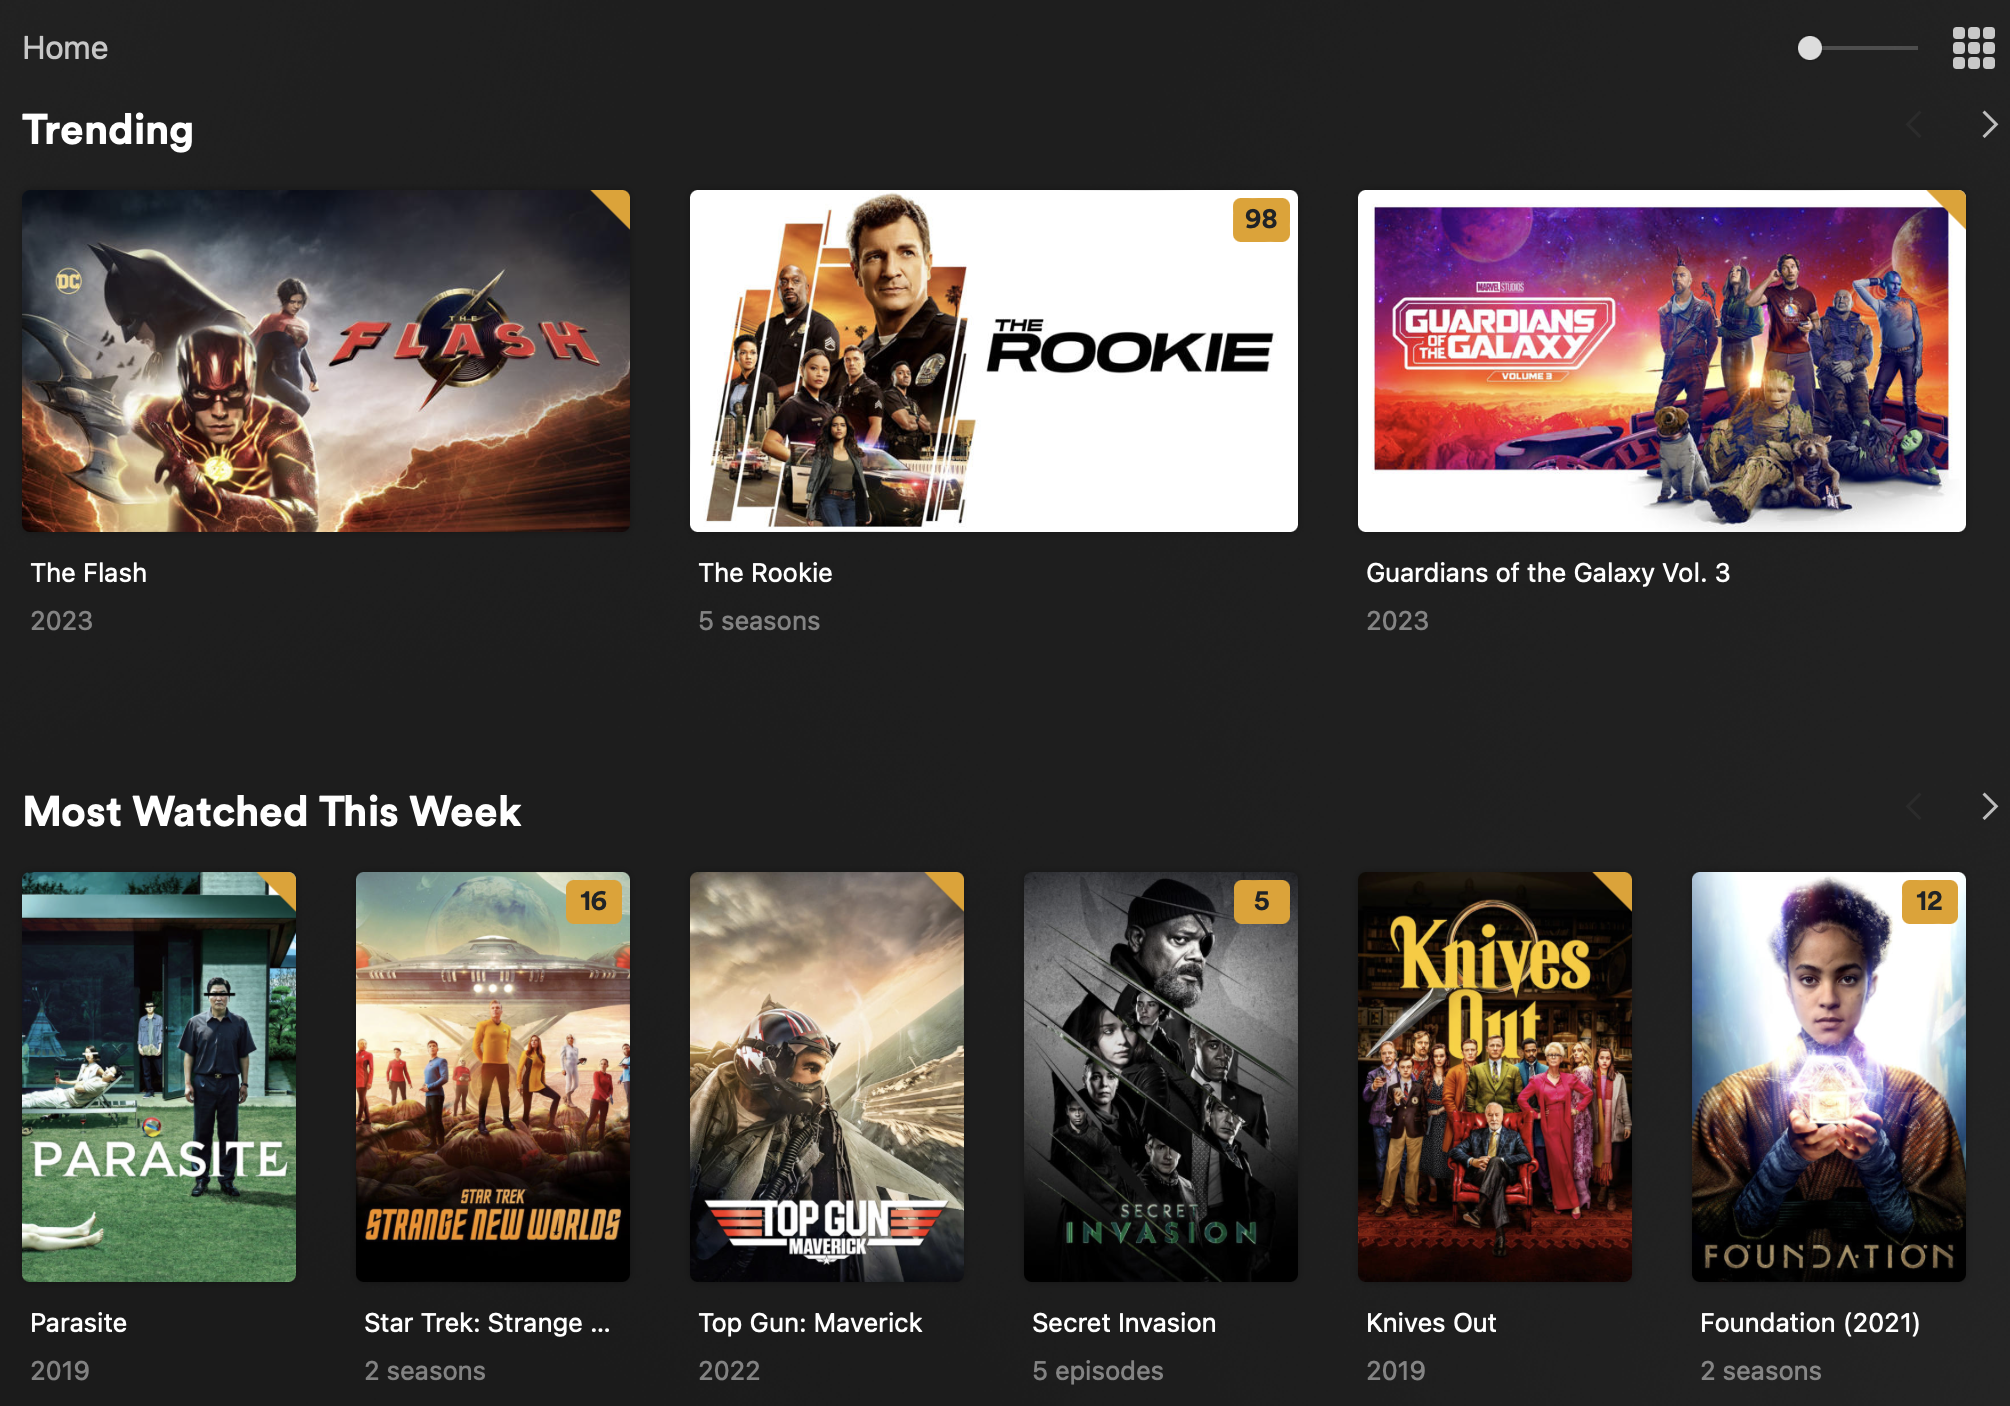 Home
Trending
DC
THE
FLASH
98
THE
ROOKIE
MARVEL STUDIOS
GUARDIANS
OF THE GALAXY
VOLUME 3
The Flash
2023
The Rookie
5 seasons
Guardians of the Galaxy Vol. 3
2023
Most Watched This Week
PARASITE
16
STAR TREK
STRANGE NEW WORLDS
TOP GUN
MAVERICK
5
SECRET
INVASION
Knives
Out
12
FOUNDATION
Parasite
2019
Star Trek: Strange ...
2 seasons
Top Gun: Maverick
2022
Secret Invasion
5 episodes
Knives Out
2019
Foundation (2021)
2 seasons